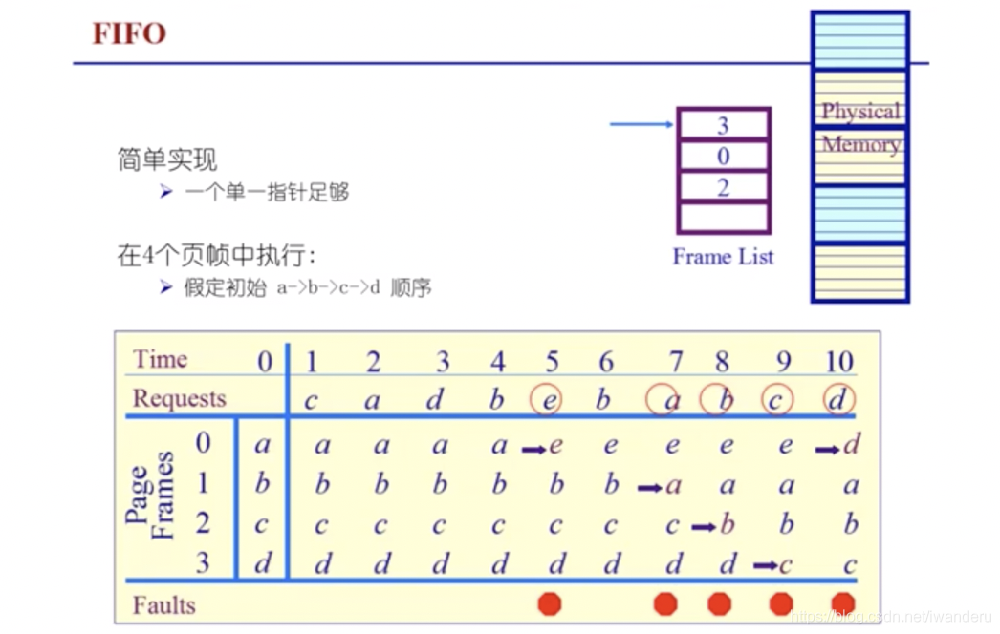 FIFO
简单实现
➢ 一个单一指针足够
在4个页帧中执行:
➢ 假定初始 a->b->c->d 顺序
3
0
2
Frame List
Physical
Memory
Time 0 1 2 3 4 5 6 7 8 9 10
Requests c a d b e b a b c d
Page Frames
0 a a a a a e e e e e d
1 b b b b b b b a a a a
2 c c c c c c c c b b b
3 d d d d d d d d d c c
Faults
https://blog.csdn.net/iwanderu